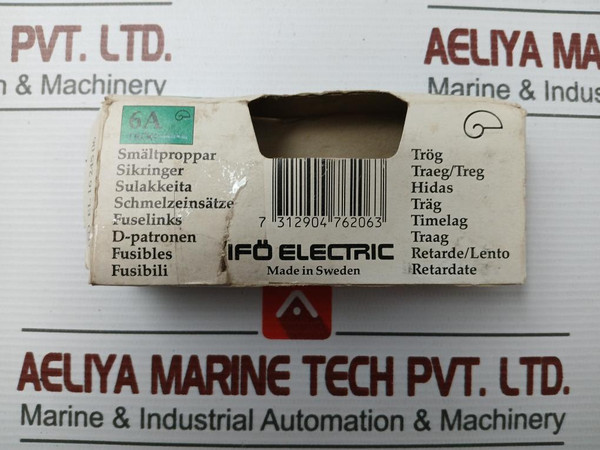 PVT. LTD.
n & Machinery
AELIYA MA
Marine & Indus
6A
Smältproppar
Sikringer
Sulakkeita
Schmelzeinsätze
Fuselinks
D-patronen
Fusibles
Fusibili
7 312904 762063
IFÖ ELECTRIC
Made in Sweden
Trög
Traeg/Treg
Hidas
Träg
Timelag
Traag
Retarde/Lento
Retardate
AELIYA MARINE TECH PVT. LTD.
Marine & Industrial Automation & Machinery